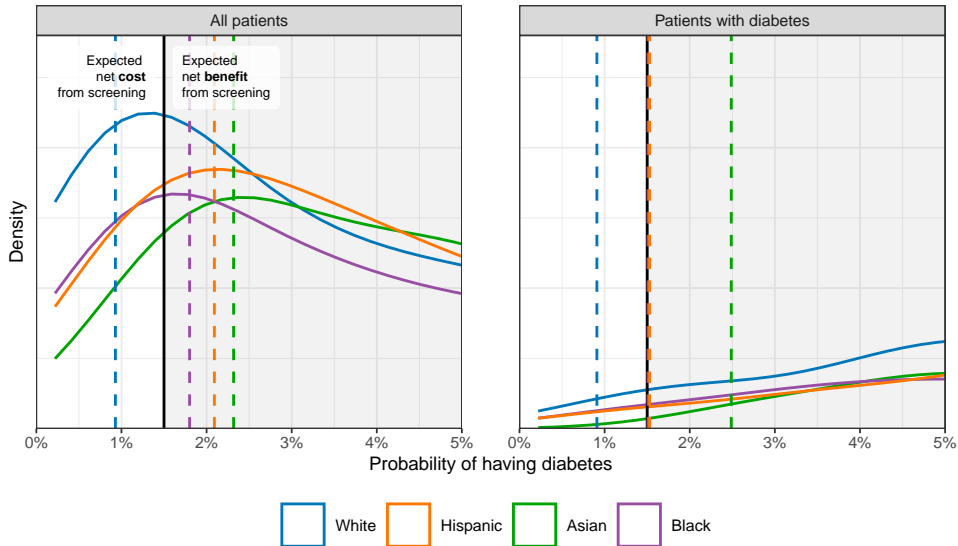 All patients
Patients with diabetes
Expected
net cost
from screening
Expected
net benefit
from screening
Density
0%
1%
2%
3%
4%
5%
0%
1%
2%
3%
4%
5%
Probability of having diabetes
White
Hispanic
Asian
Black